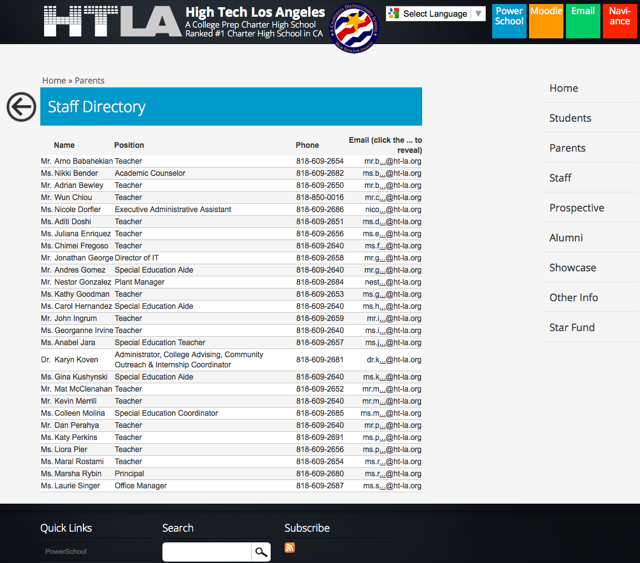 HTLA
High Tech Los Angeles
A College Prep Charter High School
Ranked #1 Charter High School in CA
Select Language ▼
Power School
Moodle
Email
Navi-ance
Home » Parents
Staff Directory
Name Position Phone Email (click the ... to reveal)
Mr. Arno Babahekian Teacher 818-609-2654 mr.b...@ht-la.org
Ms. Nikki Bender Academic Counselor 818-609-2682 ms.b...@ht-la.org
Mr. Adrian Bewley Teacher 818-609-2650 mr.b...@ht-la.org
Mr. Wun Chiou Teacher 818-850-0016 mr.c...@ht-la.org
Ms. Nicole Dorfler Executive Administrative Assistant 818-609-2686 nico...@ht-la.org
Ms. Aditi Doshi Teacher 818-609-2651 ms.d...@ht-la.org
Ms. Juliana Enriquez Teacher 818-609-2656 ms.e...@ht-la.org
Ms. Chimei Fregoso Teacher 818-609-2640 ms.f...@ht-la.org
Mr. Jonathan George Director of IT 818-609-2658 mr.g...@ht-la.org
Mr. Andres Gomez Special Education Aide 818-609-2640 mr.g...@ht-la.org
Mr. Nestor Gonzalez Plant Manager 818-609-2684 nest...@ht-la.org
Ms. Kathy Goodman Teacher 818-609-2653 ms.g...@ht-la.org
Ms. Carol Hernandez Special Education Aide 818-609-2640 ms.h...@ht-la.org
Mr. John Ingrum Teacher 818-609-2659 mr.i...@ht-la.org
Ms. Georganne Irvine Teacher 818-609-2640 ms.i...@ht-la.org
Ms. Anabel Jara Special Education Teacher 818-609-2657 ms.j...@ht-la.org
Dr. Karyn Koven Administrator, College Advising, Community Outreach & Internship Coordinator 818-609-2681 dr.k...@ht-la.org
Ms. Gina Kushynski Special Education Aide 818-609-2640 ms.k...@ht-la.org
Mr. Mat McClenahan Teacher 818-609-2652 mr.m...@ht-la.org
Mr. Kevin Merrill Teacher 818-609-2640 mr.m...@ht-la.org
Ms. Colleen Molina Special Education Coordinator 818-609-2685 ms.m...@ht-la.org
Mr. Dan Perahya Teacher 818-609-2640 mr.p...@ht-la.org
Ms. Katy Perkins Teacher 818-609-2691 ms.p...@ht-la.org
Ms. Liora Pier Teacher 818-609-2656 ms.p...@ht-la.org
Ms. Maral Rostami Teacher 818-609-2654 ms.r...@ht-la.org
Ms. Marsha Rybin Principal 818-609-2680 ms.r...@ht-la.org
Ms. Laurie Singer Office Manager 818-609-2687 ms.s...@ht-la.org
Home
Students
Parents
Staff
Prospective
Alumni
Showcase
Other Info
Star Fund
Quick Links
PowerSchool
Search
Subscribe